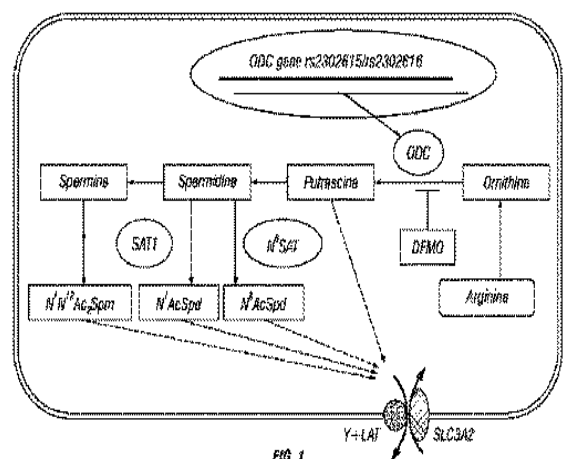 ODC gene rs2302615/rs2302616
ODC
Spermine
Spermidine
Putrescine
Ornithine
SAT1
N⁸SAT
DFMO
N¹N¹²Ac₂Spm
N¹AcSpd
N⁸AcSpd
Arginine
Y+LAT
SLC3A2
FIG. 1